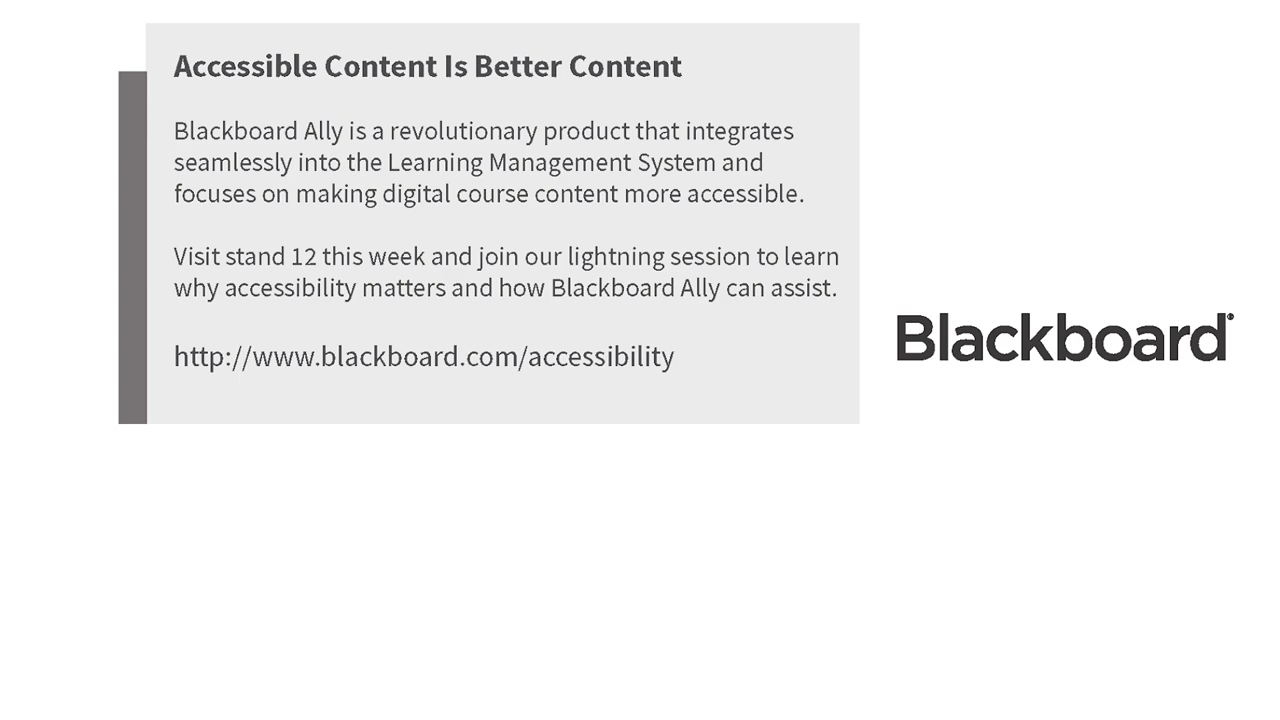 Accessible Content Is Better Content
Blackboard Ally is a revolutionary product that integrates
seamlessly into the Learning Management System and
focuses on making digital course content more accessible.
Visit stand 12 this week and join our lightning session to learn
why accessibility matters and how Blackboard Ally can assist.
http://www.blackboard.com/accessibility
Blackboard®